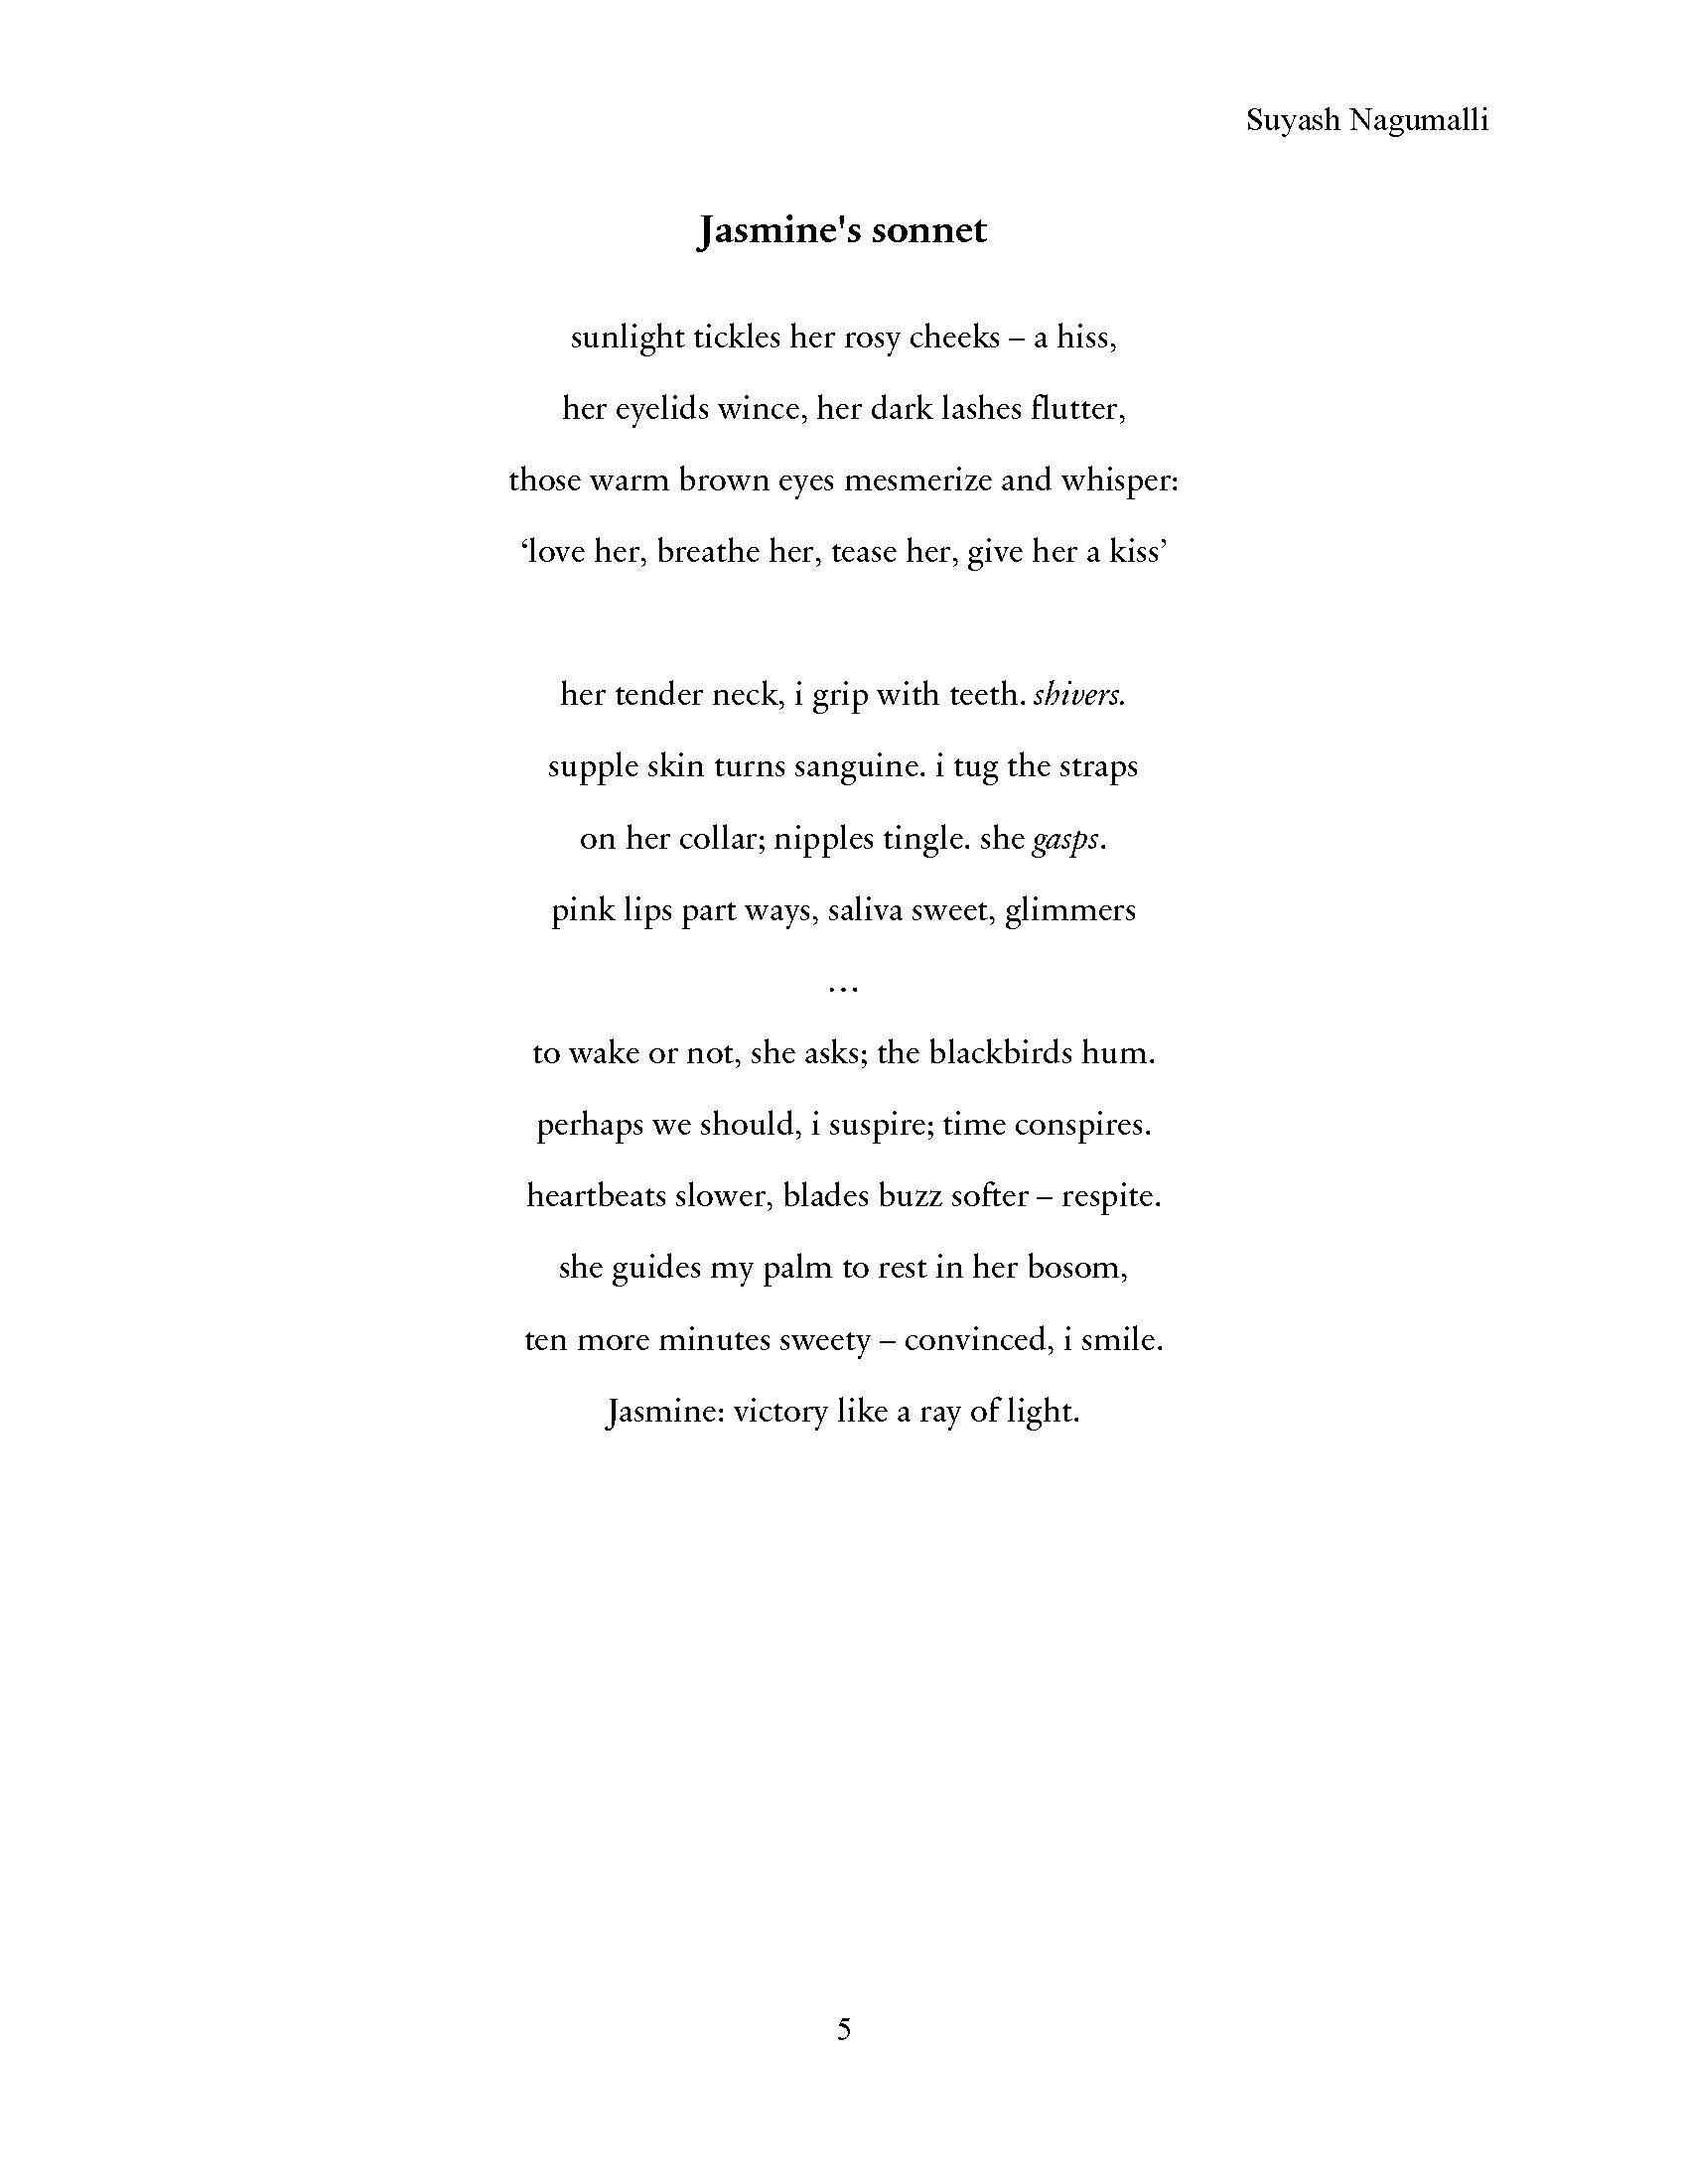 Suyash Nagumalli
Jasmine's sonnet
sunlight tickles her rosy cheeks – a hiss,
her eyelids wince, her dark lashes flutter,
those warm brown eyes mesmerize and whisper:
‘love her, breathe her, tease her, give her a kiss’
her tender neck, i grip with teeth. shivers.
supple skin turns sanguine. i tug the straps
on her collar; nipples tingle. she gasps.
pink lips part ways, saliva sweet, glimmers
…
to wake or not, she asks; the blackbirds hum.
perhaps we should, i suspire; time conspires.
heartbeats slower, blades buzz softer – respite.
she guides my palm to rest in her bosom,
ten more minutes sweety – convinced, i smile.
Jasmine: victory like a ray of light.
5